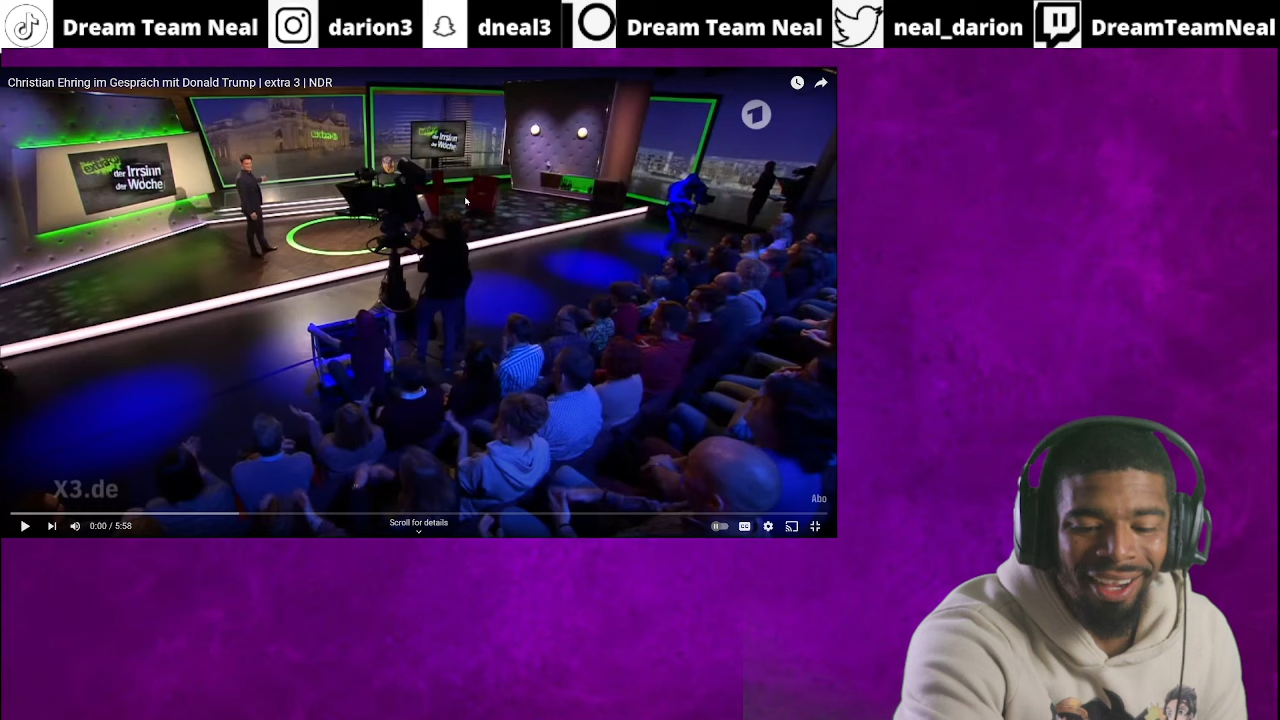 Dream Team Neal darion3 dneal3 Dream Team Neal neal_darion DreamTeamNeal
Christian Ehring im Gespräch mit Donald Trump | extra 3 | NDR
extra 3
der Irrsinn
der Woche
extra 3
der Irrsinn
der Woche
X3.de
Abo
0:00 / 5:58
Scroll for details
CC